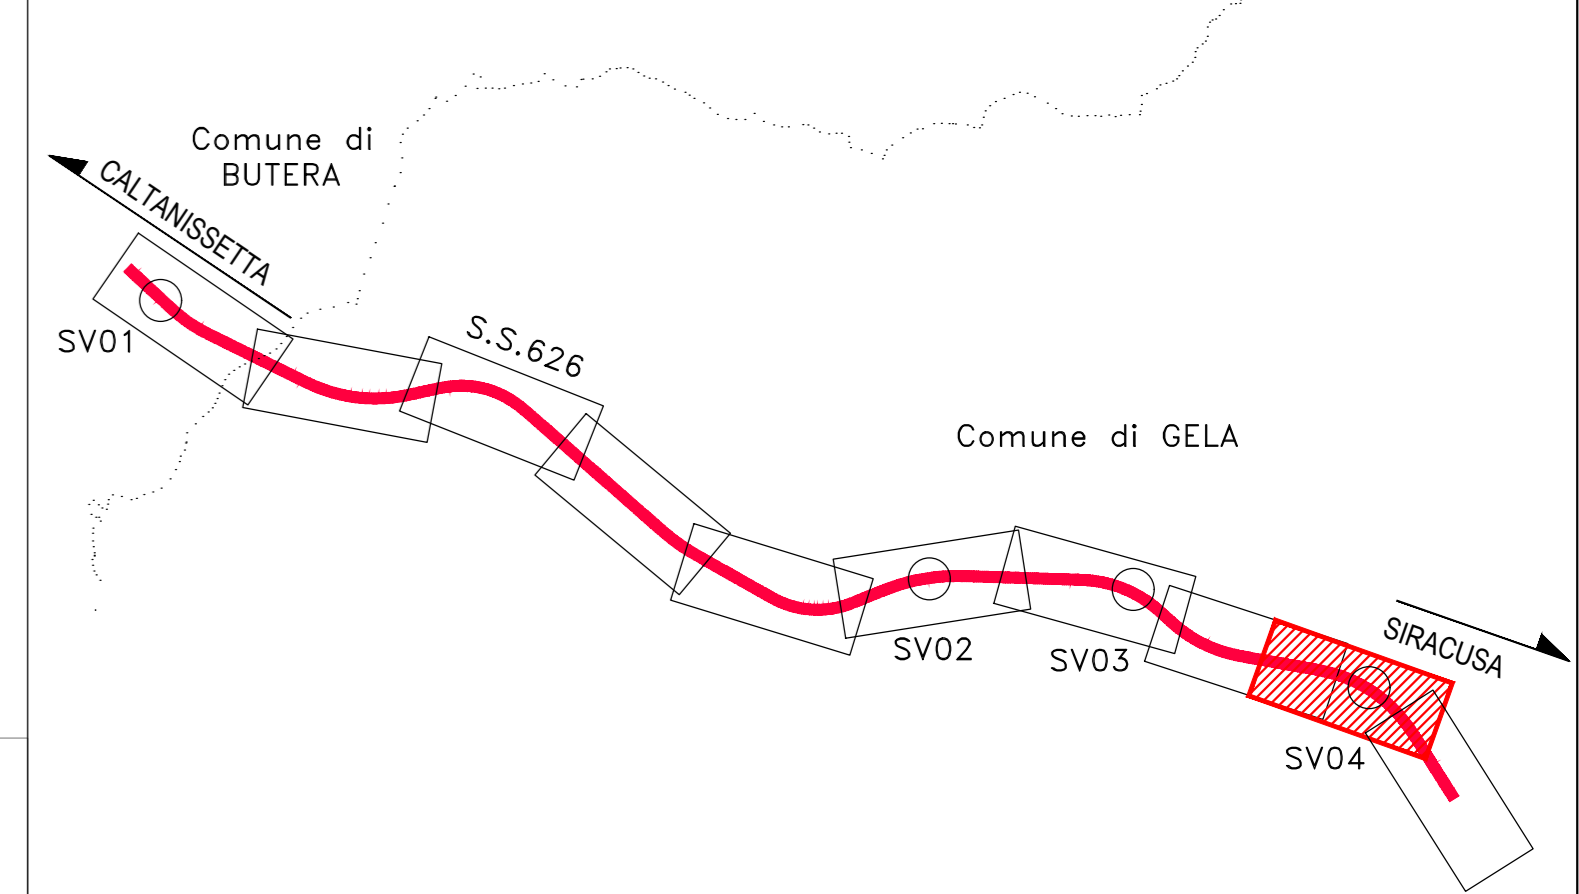 Comune di
BUTERA
CALTANISSETTA
SV01
S.S.626
Comune di GELA
SV02
SV03
SIRACUSA
SV04